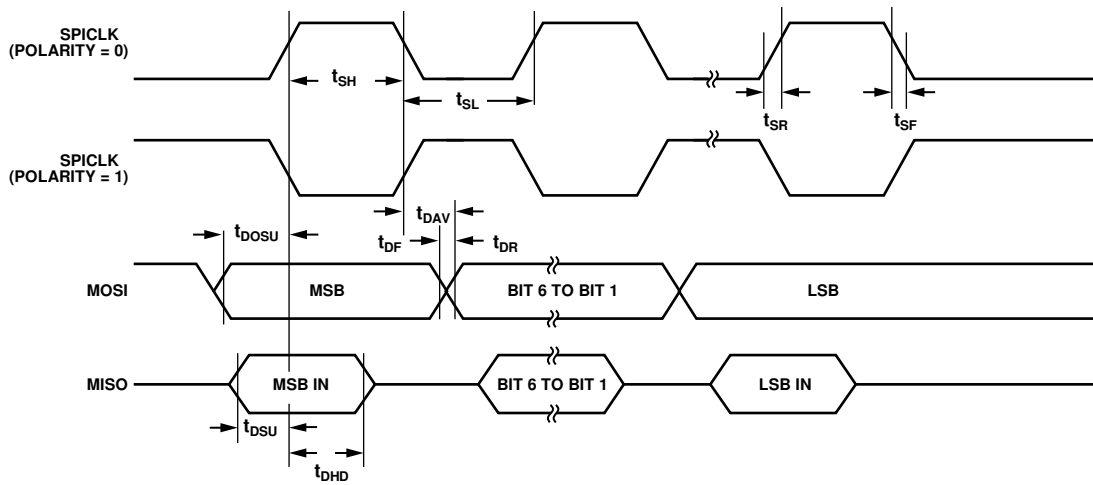 SPICLK
(POLARITY = 0)
tSH
tSL
tSR
tSF
SPICLK
(POLARITY = 1)
tDAV
tDOSU
tDF
tDR
MOSI
MSB
BIT 6 TO BIT 1
LSB
MISO
MSB IN
BIT 6 TO BIT 1
LSB IN
tDSU
tDHD